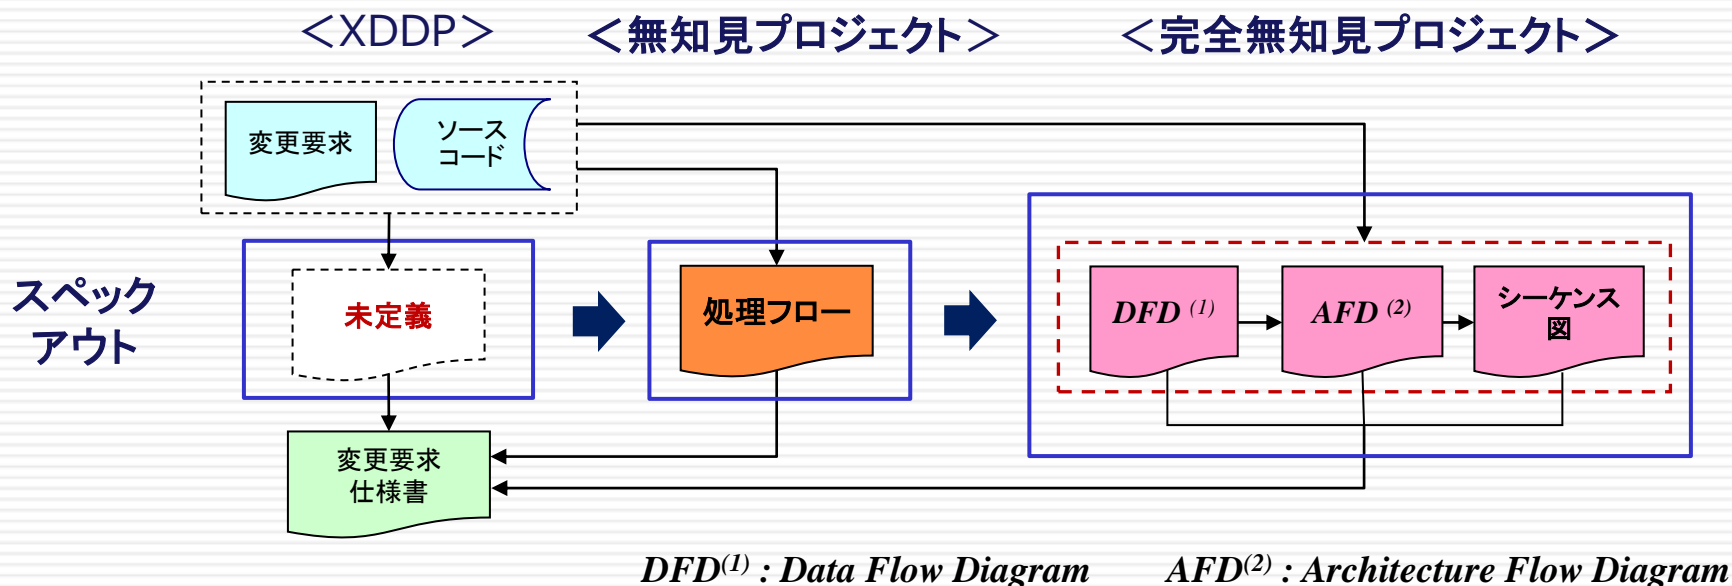 ＜XDDP＞
＜無知見プロジェクト＞
＜完全無知見プロジェクト＞
変更要求
ソース
コード
スペック
アウト
未定義
処理フロー
DFD (1)
AFD (2)
シーケンス
図
変更要求
仕様書
DFD(1) : Data Flow Diagram
AFD(2) : Architecture Flow Diagram